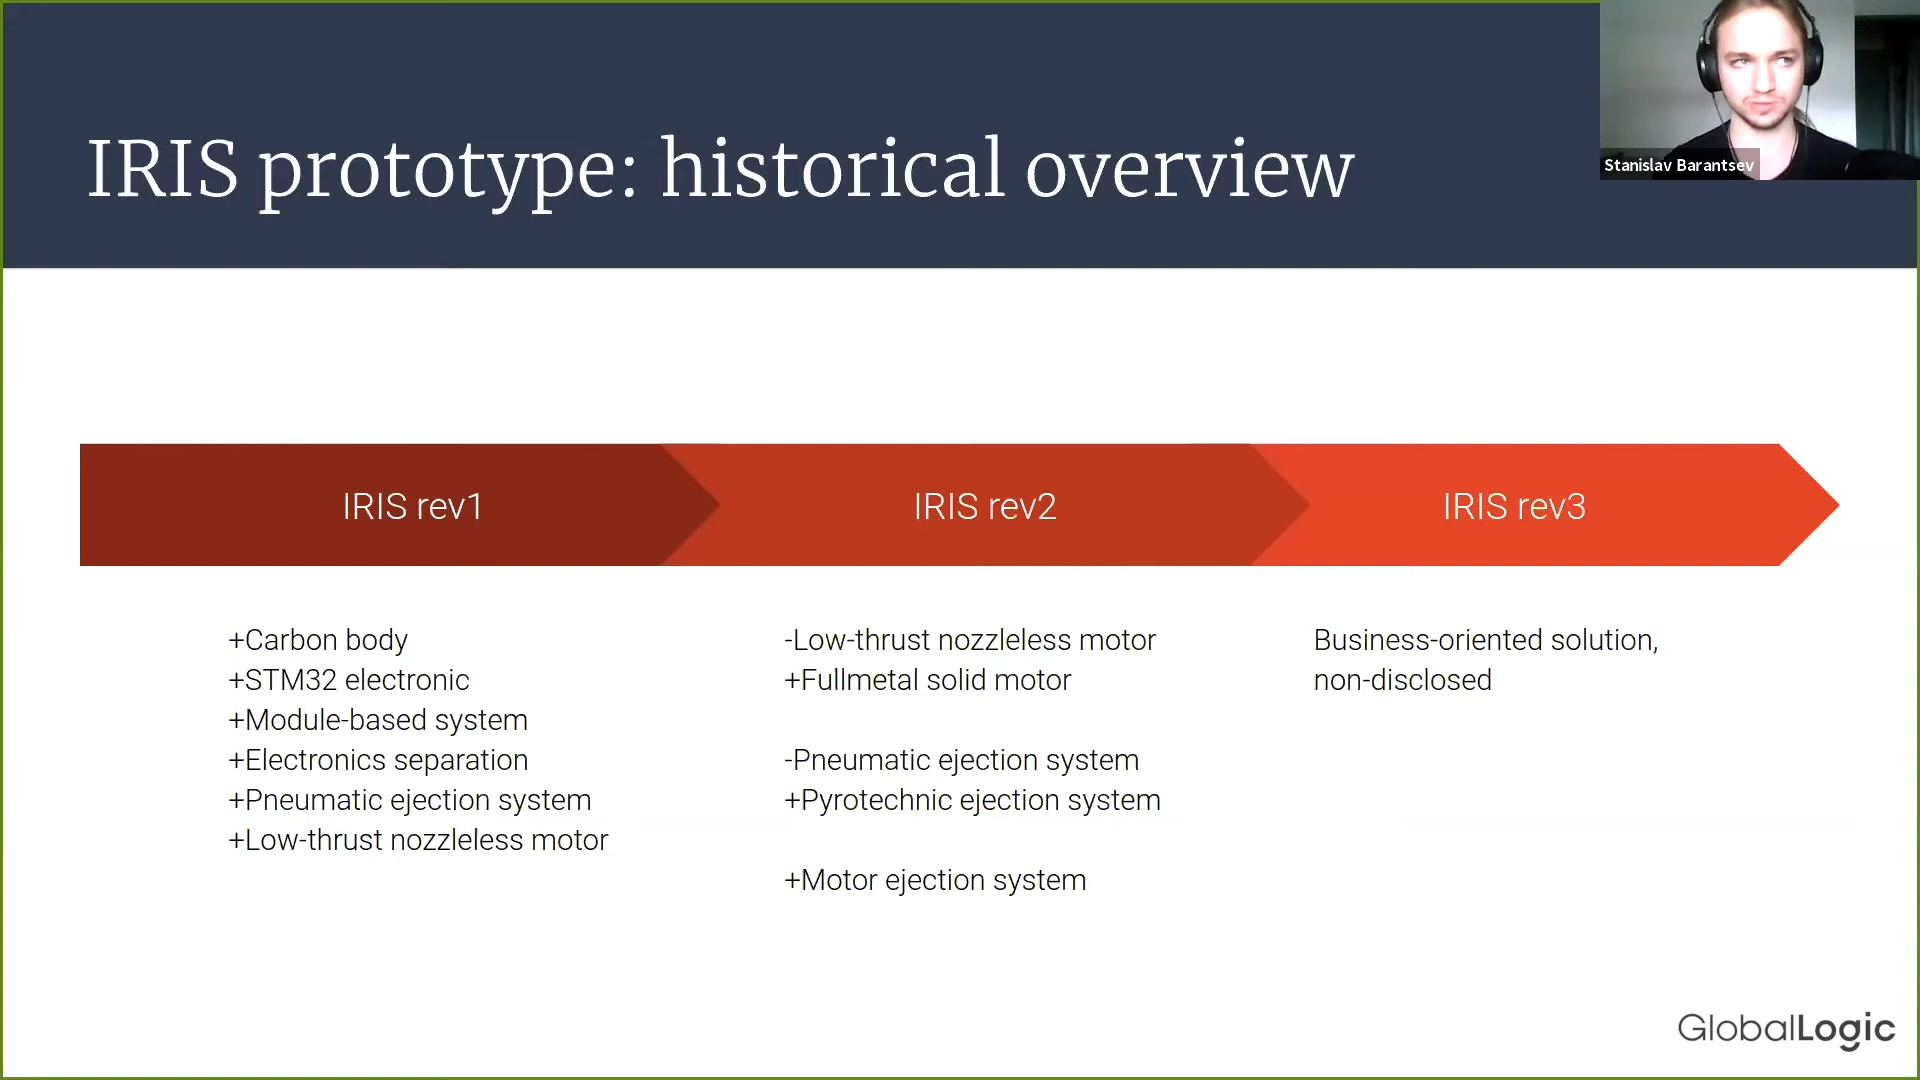 IRIS prototype: historical overview
Stanislav Barantsev
IRIS rev1
IRIS rev2
IRIS rev3
+Carbon body
+STM32 electronic
+Module-based system
+Electronics separation
+Pneumatic ejection system
+Low-thrust nozzleless motor
-Low-thrust nozzleless motor
+Fullmetal solid motor
-Pneumatic ejection system
+Pyrotechnic ejection system
+Motor ejection system
Business-oriented solution,
non-disclosed
GlobalLogic